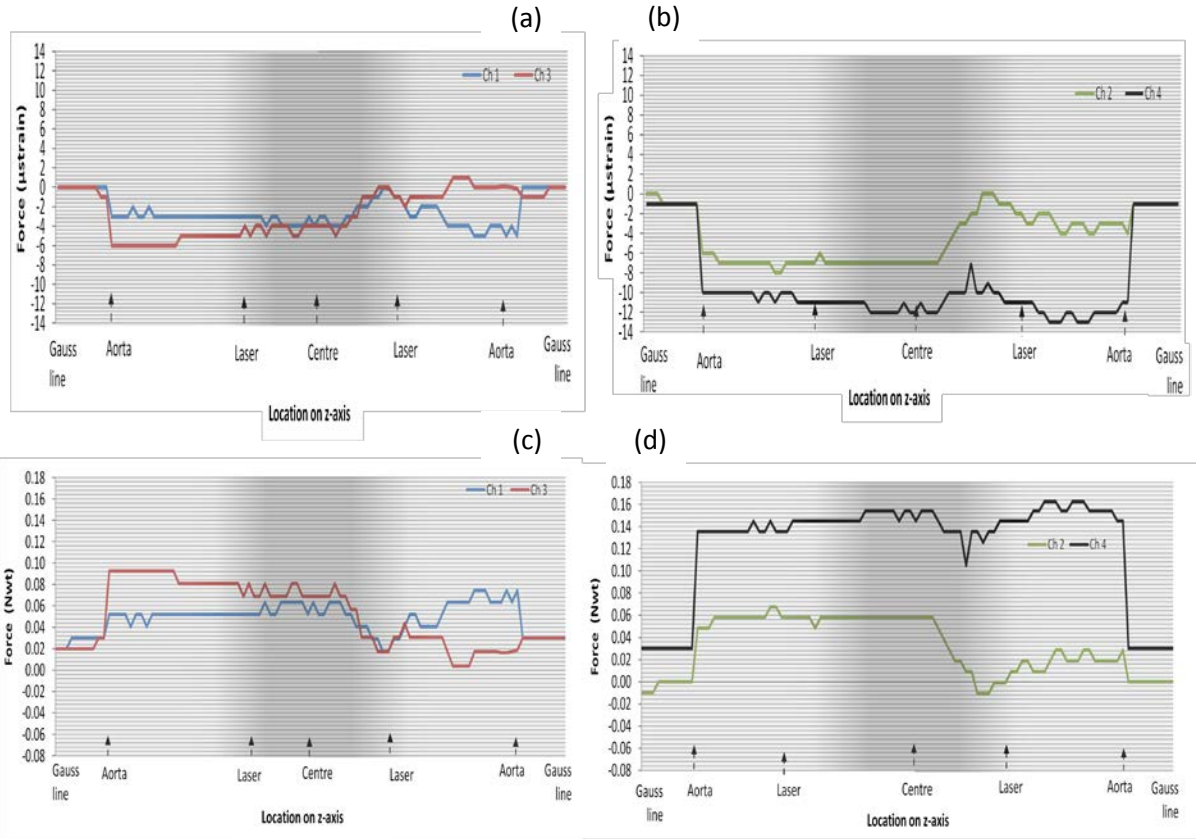 (a)
14
12
10
8
6
4
2
0
-2
-4
-6
-8
-10
-12
-14
Force (µstrain)
Ch 1 Ch 3
Gauss line Aorta Laser Centre Laser Aorta Gauss line
Location on z-axis
(b)
14
12
10
8
6
4
2
0
-2
-4
-6
-8
-10
-12
-14
Force (µstrain)
Ch 2 Ch 4
Gauss line Aorta Laser Centre Laser Aorta Gauss line
Location on z-axis
(c)
0.18
0.16
0.14
0.12
0.10
0.08
0.06
0.04
0.02
0.00
-0.02
-0.04
-0.06
-0.08
Force (Nwt)
Ch 1 Ch 3
Gauss line Aorta Laser Centre Laser Aorta Gauss line
Location on z-axis
(d)
0.18
0.16
0.14
0.12
0.10
0.08
0.06
0.04
0.02
0.00
-0.02
-0.04
-0.06
-0.08
Force (Nwt)
Ch 2 Ch 4
Gauss line Aorta Laser Centre Laser Aorta Gauss line
Location on z-axis